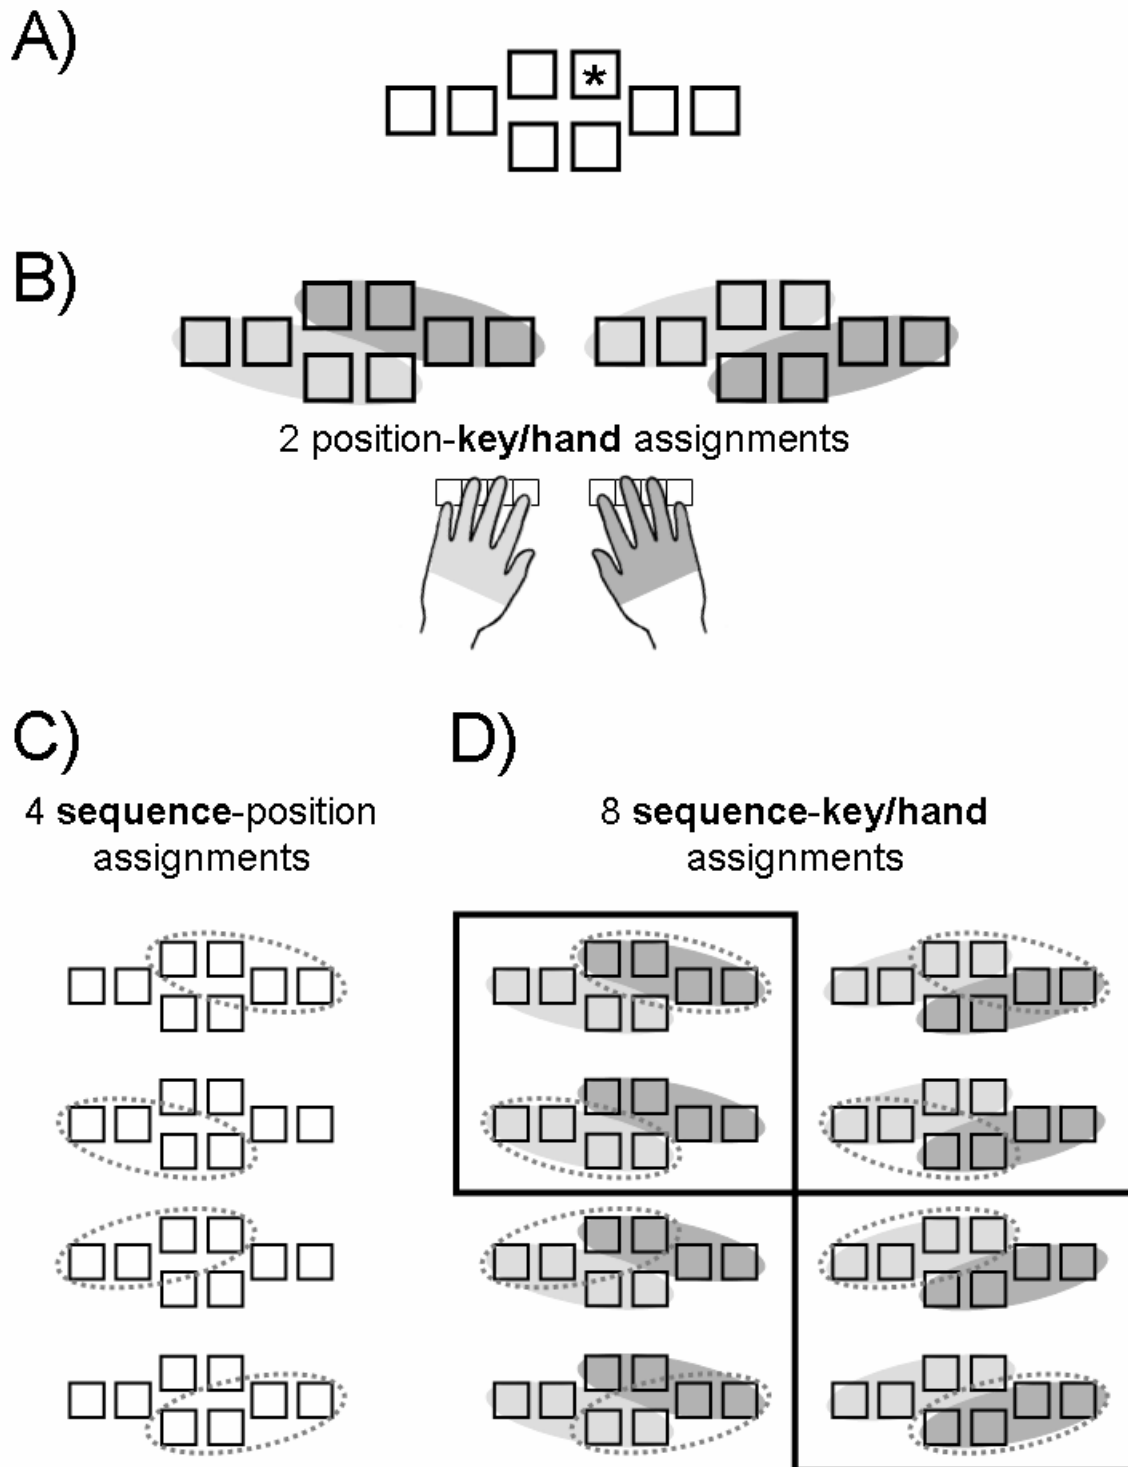 A)
*
B)
2 position-key/hand assignments
C)
D)
4 sequence-position
assignments
8 sequence-key/hand
assignments